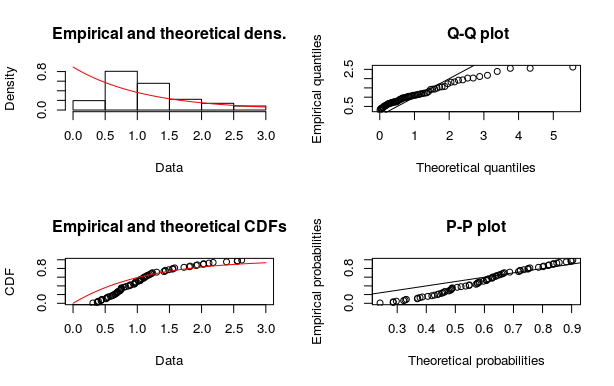 Empirical and theoretical dens.
Density
0.0 0.8
0.0 0.5 1.0 1.5 2.0 2.5 3.0
Data
Q-Q plot
Empirical quantiles
0.5 2.5
0 1 2 3 4 5
Theoretical quantiles
Empirical and theoretical CDFs
CDF
0.0 0.8
0.0 0.5 1.0 1.5 2.0 2.5 3.0
Data
P-P plot
Empirical probabilities
0.0 0.8
0.3 0.4 0.5 0.6 0.7 0.8 0.9
Theoretical probabilities